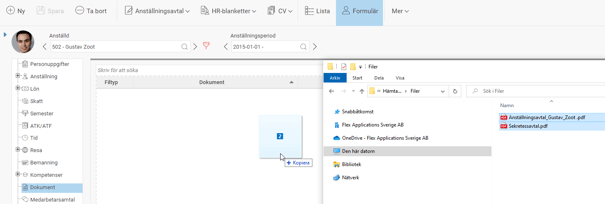 Ny Spara Ta bort Anställningsavtal HR-blanketter CV Lista Formulär Mer
Anställd Anställningsperiod
502 - Gustav Zoot 2015-01-01 -
Personuppgifter
Anställning
Lön
Skatt
Semester
ATK/ATF
Tid
Resa
Bemanning
Kompetenser
Dokument
Medarbetarsamtal
Skriv för att söka
Filtyp Dokument
2
+ Kopiera
Filer
Arkiv Start Dela Visa
Hämta... Filer Sök i Filer
Snabbåtkomst
Flex Applications Sverige AB
OneDrive - Flex Applications Sverige AB
Den här datorn
Bibliotek
Nätverk
Namn
Anställningsavtal_Gustav_Zoot .pdf
Sekretessavtal.pdf